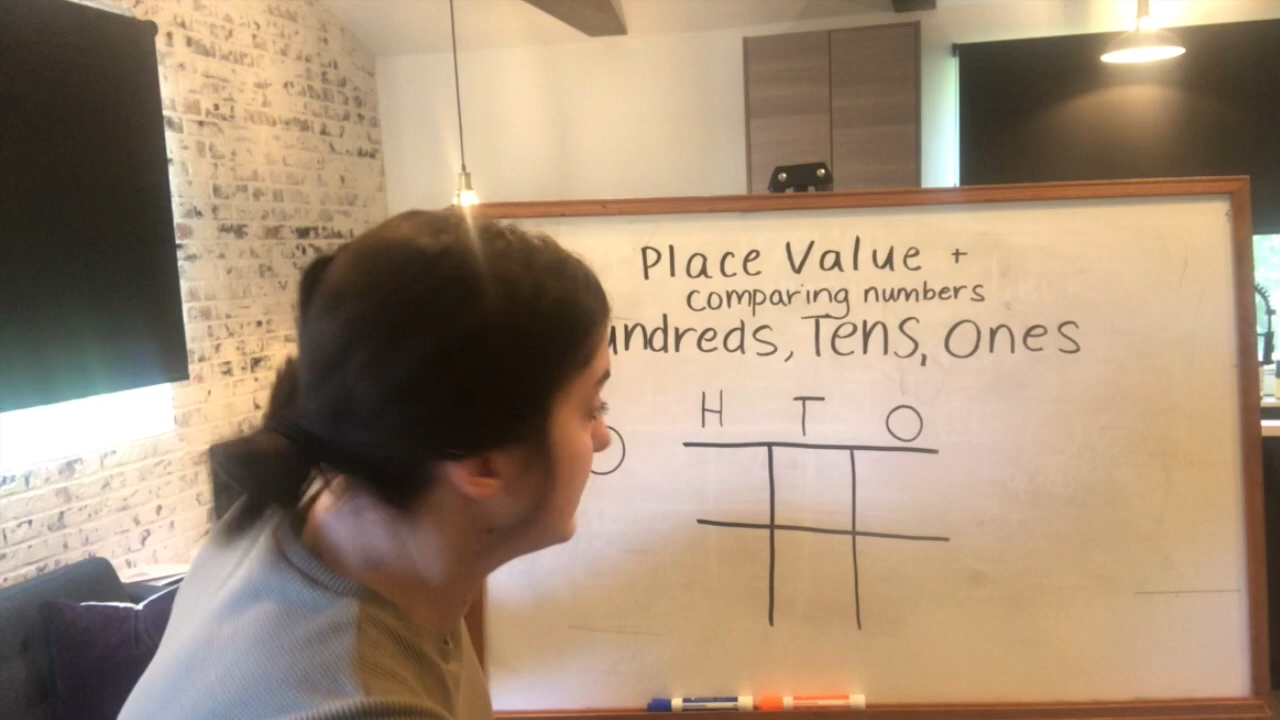 Place Value +
comparing numbers
undreds, Tens, Ones
H T O